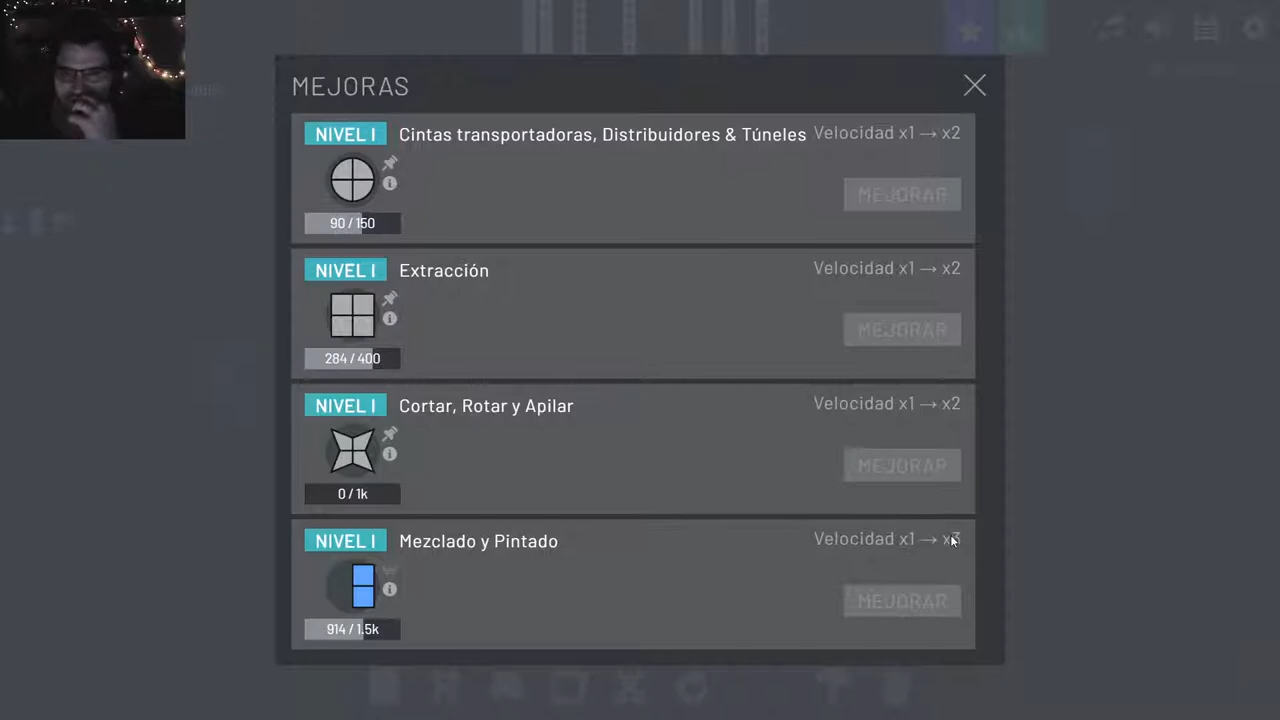 MEJORAS
NIVEL I Cintas transportadoras, Distribuidores & Túneles Velocidad x1 → x2
MEJORAR
90 / 150
NIVEL I Extracción Velocidad x1 → x2
MEJORAR
284 / 400
NIVEL I Cortar, Rotar y Apilar Velocidad x1 → x2
MEJORAR
0 / 1k
NIVEL I Mezclado y Pintado Velocidad x1 →
MEJORAR
914 / 1.5k